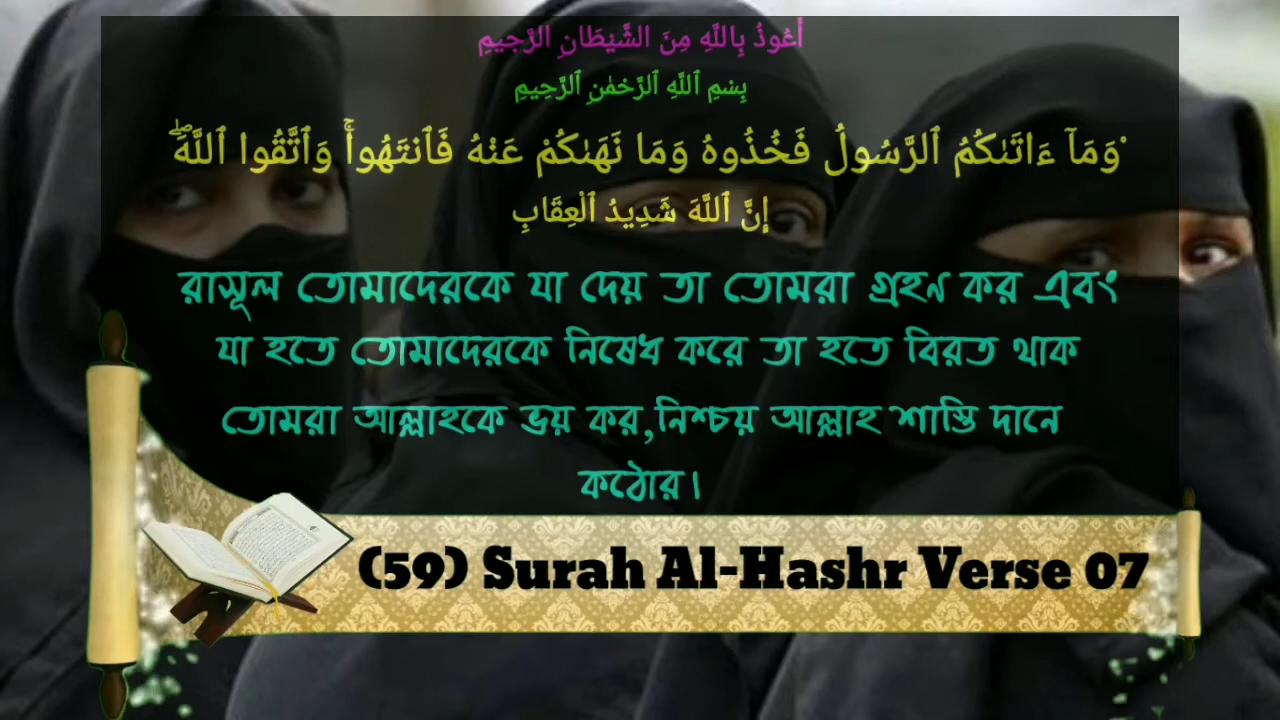 أَعُوذُ بِاللَّهِ مِنَ الشَّيْطَانِ الرَّجِيمِ
بِسْمِ ٱللَّهِ ٱلرَّحْمَٰنِ ٱلرَّحِيمِ
وَمَآ ءَاتَىٰكُمُ ٱلرَّسُولُ فَخُذُوهُ وَمَا نَهَىٰكُمْ عَنْهُ فَٱنتَهُوا۟ۚ وَٱتَّقُوا ٱللَّهَۖ
إِنَّ ٱللَّهَ شَدِيدُ ٱلْعِقَابِ
রাসূল তোমাদেরকে যা দেয় তা তোমরা গ্রহণ কর এবং
যা হতে তোমাদেরকে নিষেধ করে তা হতে বিরত থাক
তোমরা আল্লাহকে ভয় কর,নিশ্চয় আল্লাহ শাস্তি দানে
কঠোর।
(59) Surah Al-Hashr Verse 07